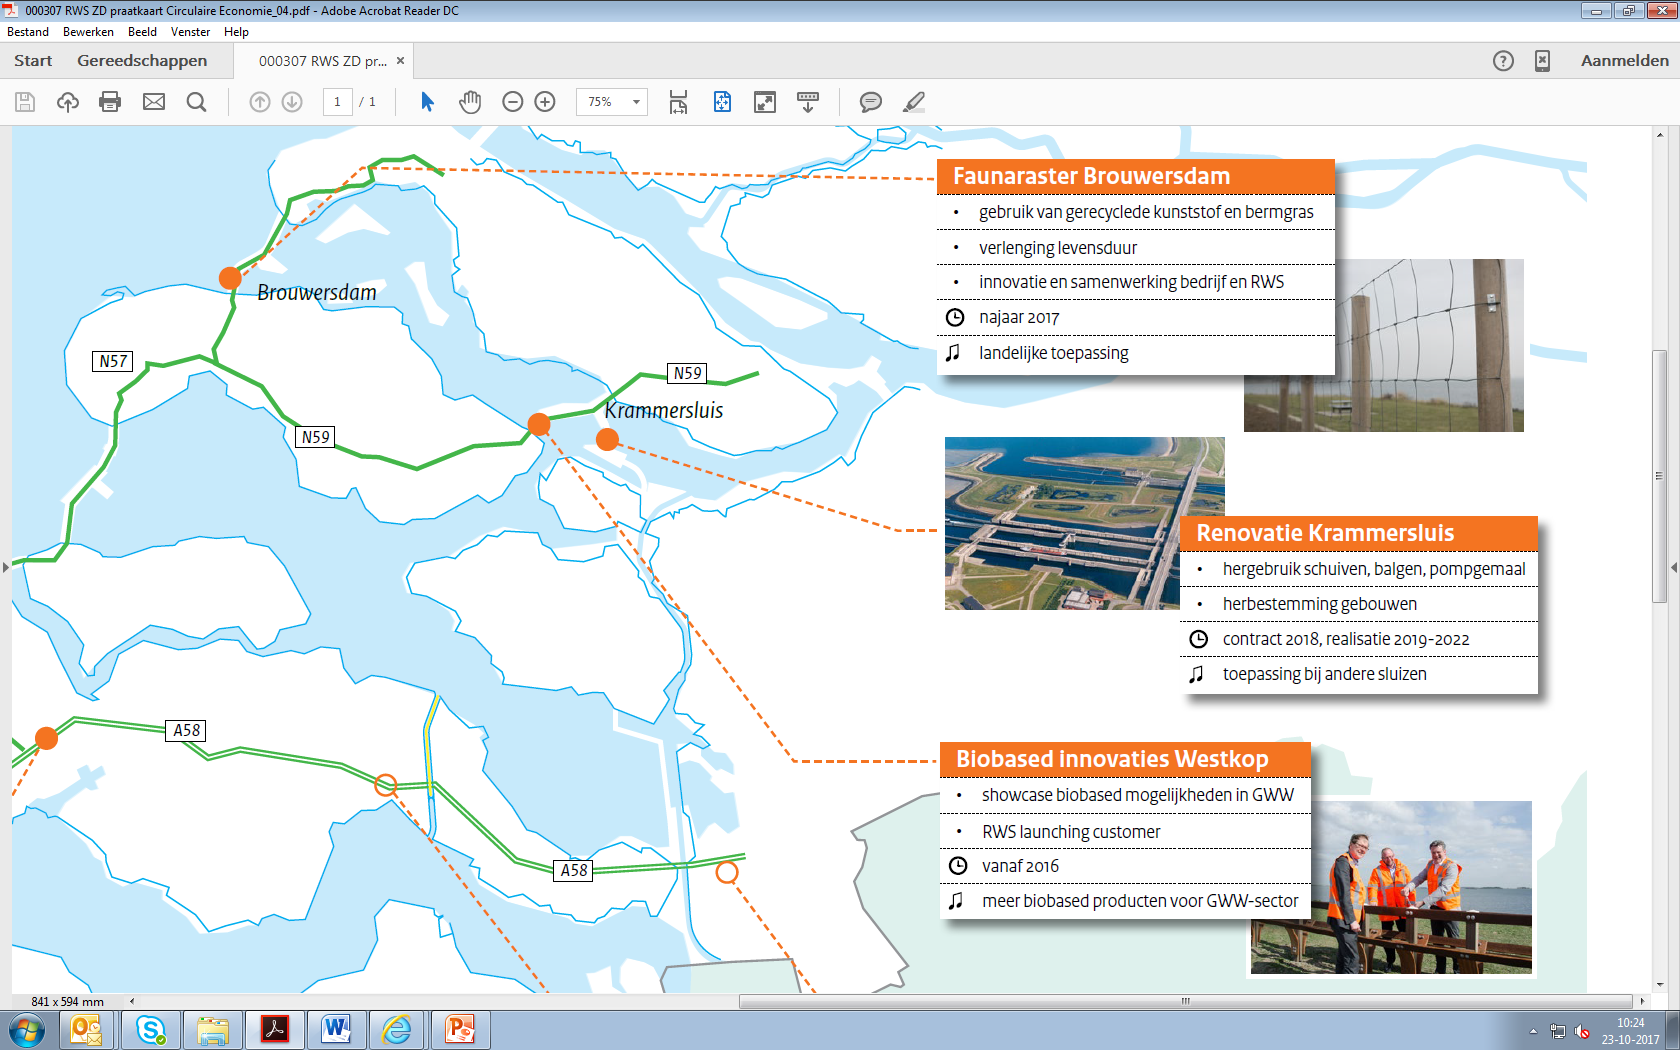 000307 RWS ZD praatkaart Circulaire Economie_04.pdf - Adobe Acrobat Reader DC
Bestand Bewerken Beeld Venster Help
Start Gereedschappen 000307 RWS ZD pr... × Aanmelden
1 / 1 75%
Faunaraster Brouwersdam
• gebruik van gerecyclede kunststof en bermgras
• verlenging levensduur
• innovatie en samenwerking bedrijf en RWS
najaar 2017
landelijke toepassing
Brouwersdam
N57
N59
N59
Krammersluis
Renovatie Krammersluis
• hergebruik schuiven, balgen, pompgemaal
• herbestemming gebouwen
contract 2018, realisatie 2019-2022
toepassing bij andere sluizen
A58
Biobased innovaties Westkop
• showcase biobased mogelijkheden in GWW
• RWS launching customer
vanaf 2016
meer biobased producten voor GWW-sector
A58
841 x 594 mm
10:24
23-10-2017